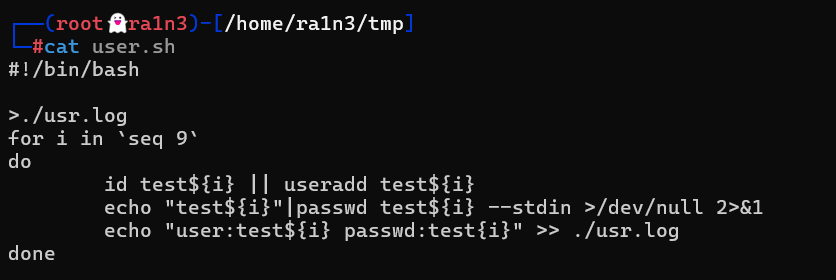 ┌──(root👻ra1n3)-[/home/ra1n3/tmp]
└─#cat user.sh
#!/bin/bash

>./usr.log
for i in `seq 9`
do
        id test${i} || useradd test${i}
        echo "test${i}"|passwd test${i} --stdin >/dev/null 2>&1
        echo "user:test${i} passwd:test{i}" >> ./usr.log
done